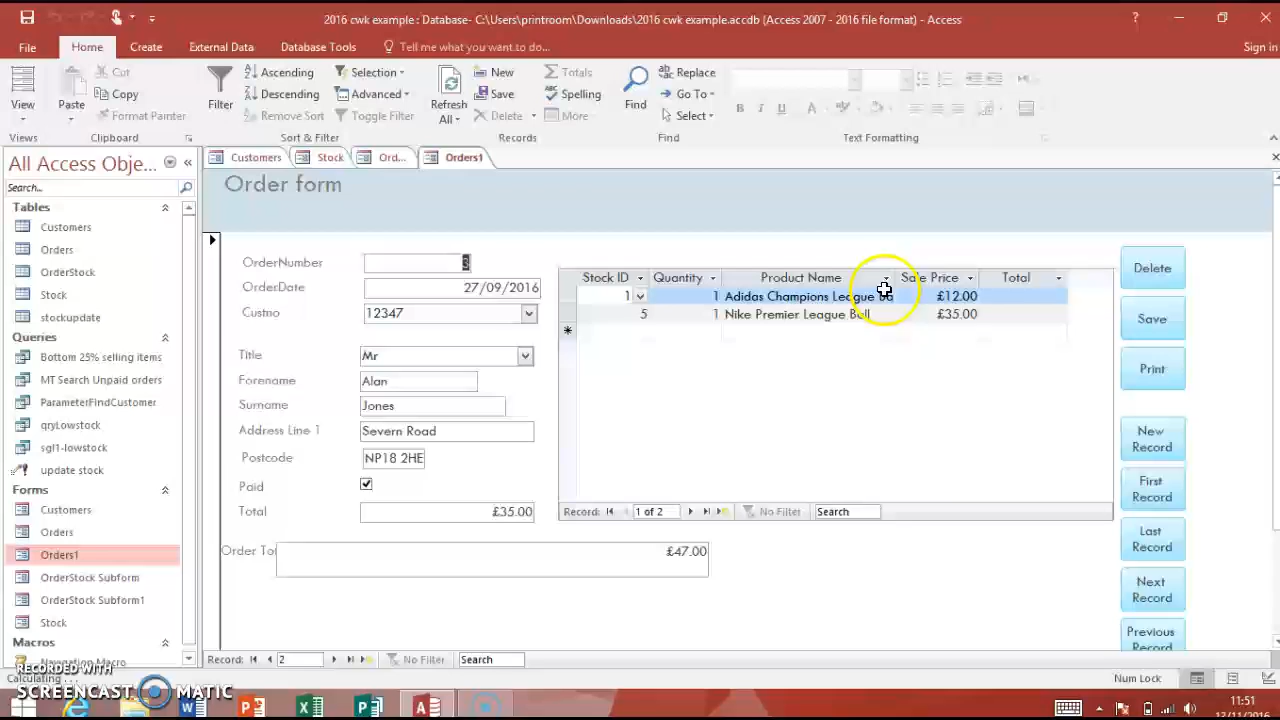 2016 cwk example : Database- C:\Users\printroom\Downloads\2016 cwk example.accdb (Access 2007 - 2016 file format) - Access
File Home Create External Data Database Tools Tell me what you want to do... Sign in
View
Views
Paste
Cut
Copy
Format Painter
Clipboard
Filter
Ascending
Descending
Remove Sort
Selection
Advanced
Toggle Filter
Sort & Filter
Refresh
All
New
Save
Delete
Totals
Spelling
More
Records
Find
Replace
Go To
Select
Find
B I U A
Text Formatting
All Access Obje...
Search...
Tables
Customers
Orders
OrderStock
Stock
stockupdate
Queries
Bottom 25% selling items
MT Search Unpaid orders
ParameterFindCustomer
qryLowstock
sgl1-lowstock
update stock
Forms
Customers
Orders
Orders1
OrderStock Subform
OrderStock Subform1
Stock
Macros
Navigation Macro
Customers Stock Ord... Orders1
Order form
OrderNumber 3
OrderDate 27/09/2016
Custno 12347
Title Mr
Forename Alan
Surname Jones
Address Line 1 Severn Road
Postcode NP18 2HE
Paid
Total £35.00
Order To £47.00
Stock ID Quantity Product Name Sale Price Total
1 1 Adidas Champions League £12.00
5 1 Nike Premier League Ball £35.00
Record: 1 of 2 No Filter Search
Delete
Save
Print
New
Record
First
Record
Last
Record
Next
Record
Previous
Record
Record: 2 No Filter Search
Calculating...
Num Lock
RECORDED WITH
SCREENCAST MATIC
11:51
12/11/2016